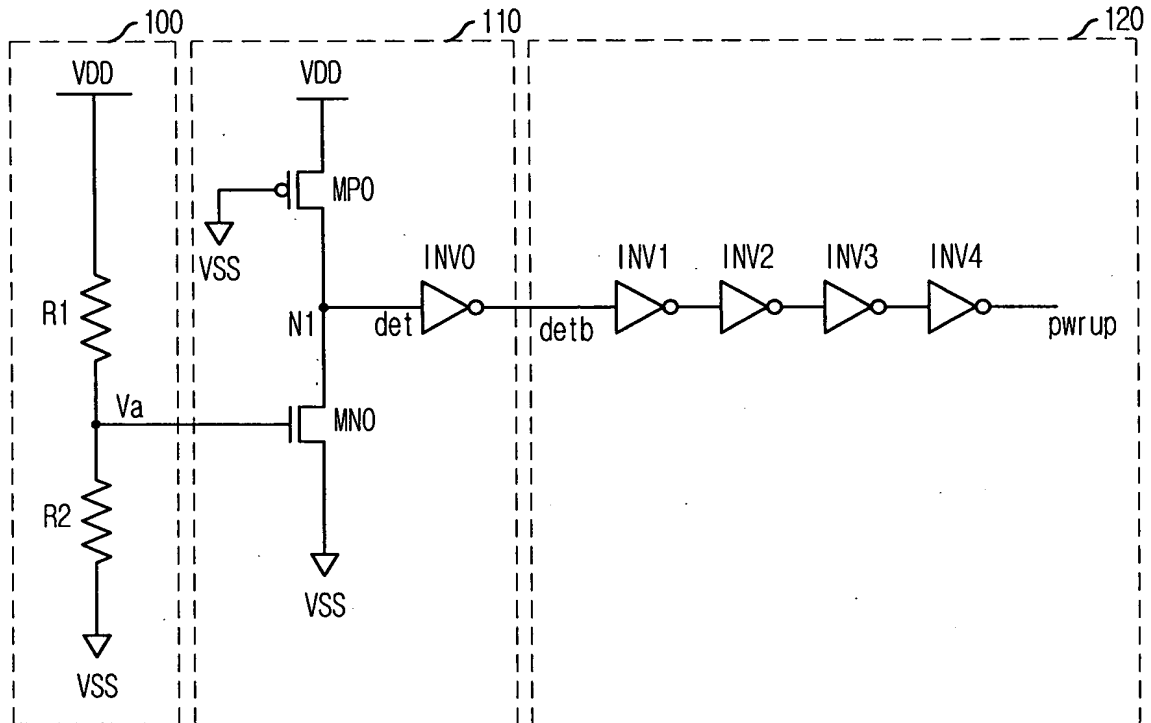 100
110
120
VDD
VDD
MP0
VSS
INV0
INV1
INV2
INV3
INV4
R1
N1
det
detb
pwrup
Va
MN0
R2
VSS
VSS